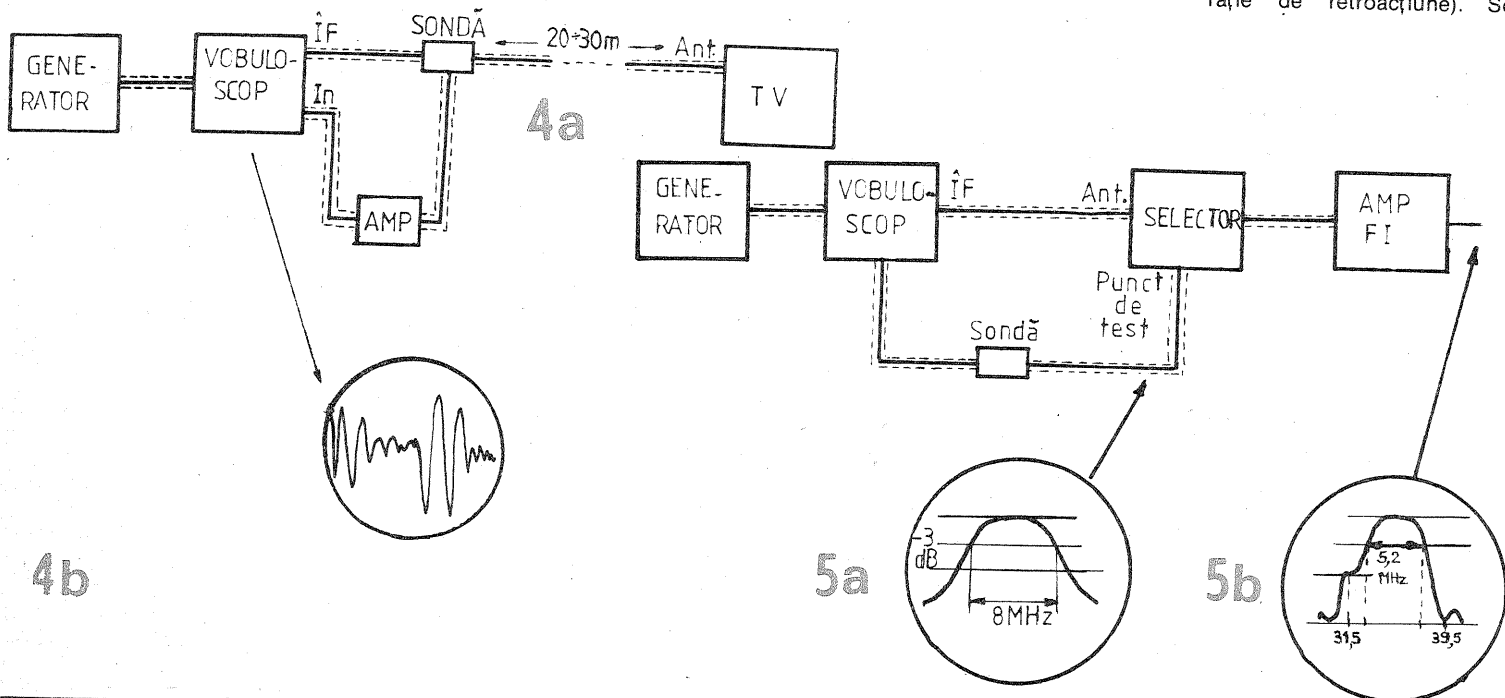 rație de retroacțiune). Se
GENE-
RATOR
VOBULO-
SCOP
ÎF
In
SONDĂ
20÷30m
Ant.
TV
AMP
4a
GENE-
RATOR
VOBULO-
SCOP
ÎF
Ant.
SELECTOR
AMP
FI
Punct
de
test
Sondă
4b
5a
-3
dB
8MHz
5b
5,2
MHz
31,5
39,5